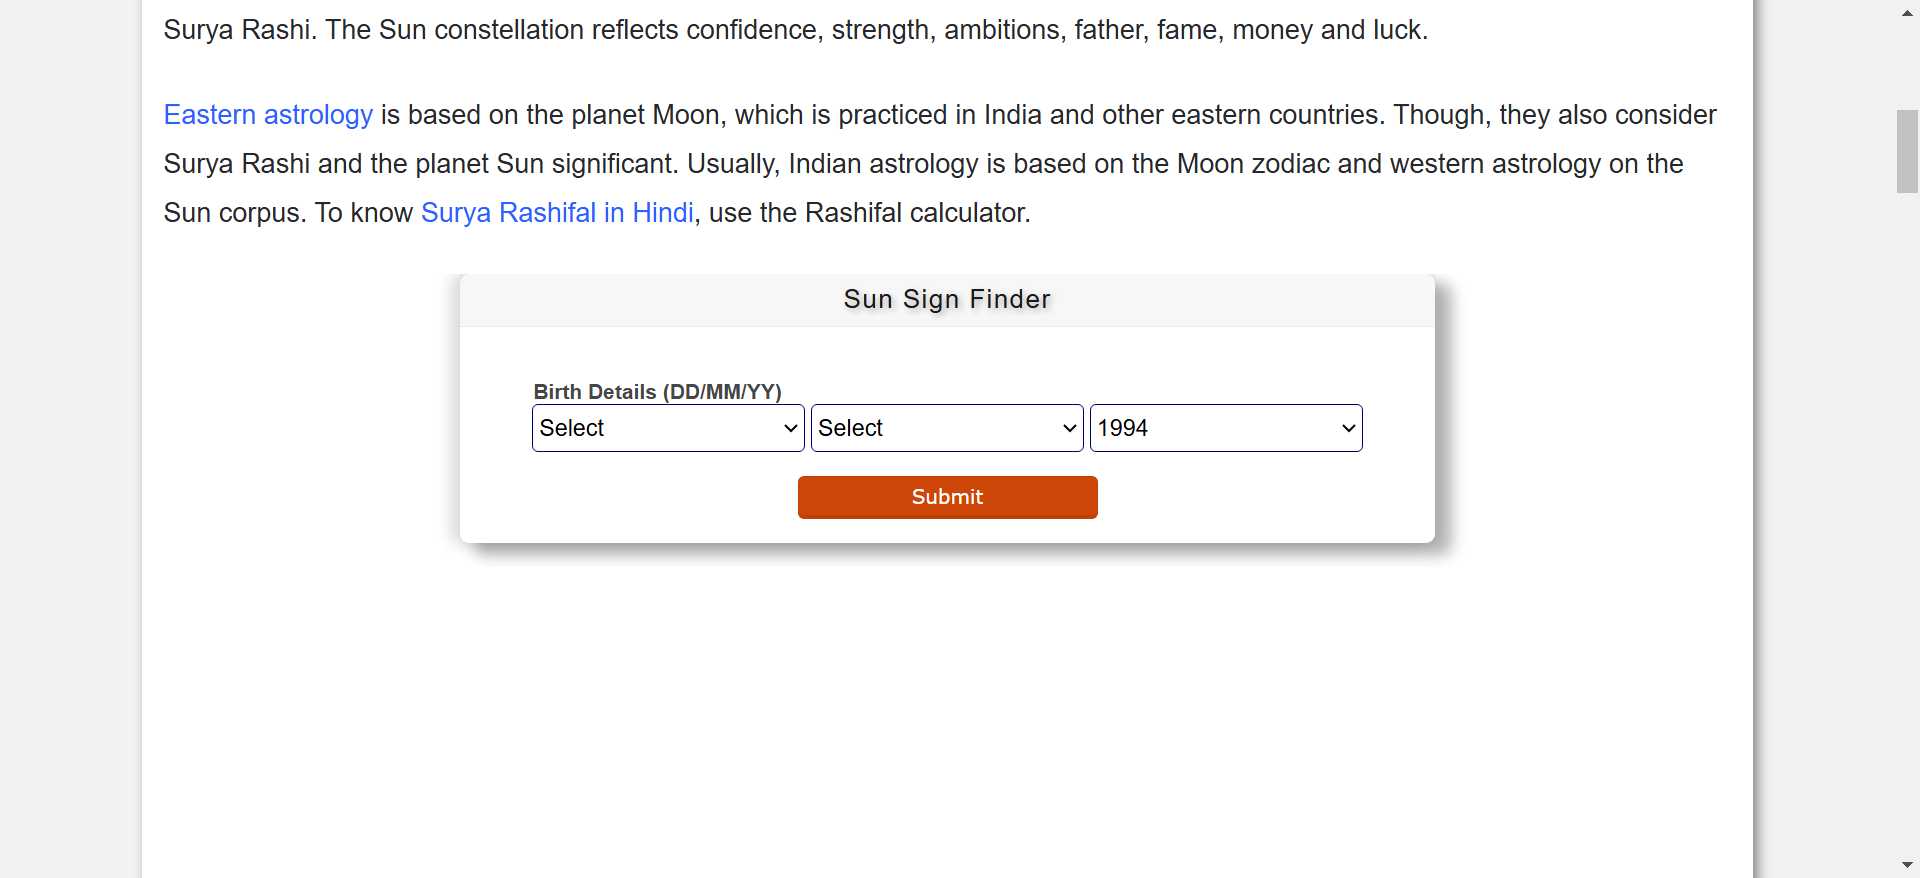 Surya Rashi. The Sun constellation reflects confidence, strength, ambitions, father, fame, money and luck.
Eastern astrology is based on the planet Moon, which is practiced in India and other eastern countries. Though, they also consider
Surya Rashi and the planet Sun significant. Usually, Indian astrology is based on the Moon zodiac and western astrology on the
Sun corpus. To know Surya Rashifal in Hindi, use the Rashifal calculator.
Sun Sign Finder
Birth Details (DD/MM/YY)
Select Select 1994
Submit